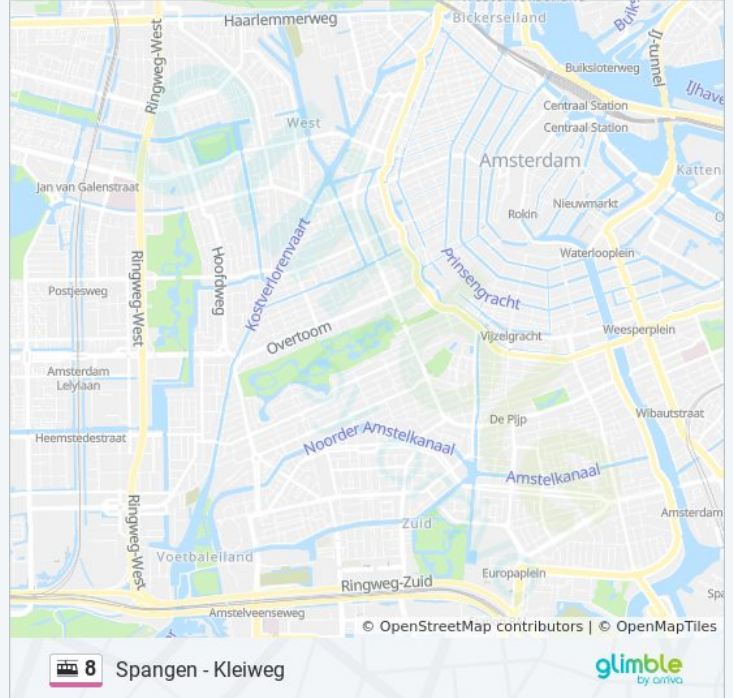 Haarlemmerweg
Bickerseiland
Ringweg-West
IJ-tunnel
Buiksloterweg
Centraal Station
Centraal Station
West
Amsterdam
Jan van Galenstraat
Rokin
Nieuwmarkt
Waterlooplein
Kostverlorenvaart
Hoofdweg
Ringweg-West
Prinsengracht
Postjesweg
Overtoom
Vijzelgracht
Weesperplein
Amsterdam
Lelylaan
De Pijp
Wibautstraat
Heemstedestraat
Noorder Amstelkanaal
Amstelkanaal
Ringweg-West
Zuid
Amsterdam
Voetbaleiland
Europaplein
Ringweg-Zuid
Amstelveenseweg
© OpenStreetMap contributors | © OpenMapTiles
8 Spangen - Kleiweg
glimble
by arriva